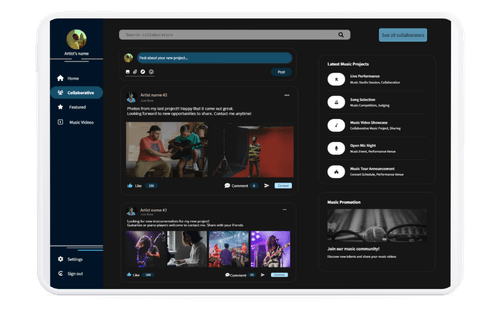 Artist's name
Home
Collaborative
Featured
Music Videos
Settings
Sign out
Search collaborators
See all collaborators
Post about your new project...
Post
Artist name #2
Just Now
Photos from my last project!! Happy that it came out great.
Looking forward to new opportunities to share. Contact me anytime!
Like
Comment
Contact
Artist name #3
Just Now
Looking for new instrumentation for my new project!
Guitarists or piano players welcome to contact me. Share with your friends.
Like
Comment
Contact
Latest Music Projects
Live Performance
Music Studio Session, Collaboration
Song Selection
Music Competition, Judging
Music Video Showcase
Collaborative Music Project, Sharing
Open Mic Night
Music Event, Performance Venue
Music Tour Announcement
Concert Schedule, Performance Venue
Music Promotion
Join our music community!
Discover new talents and share your music videos